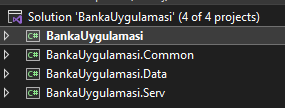 Solution 'BankaUygulamasi' (4 of 4 projects)
C# BankaUygulamasi
C# BankaUygulamasi.Common
C# BankaUygulamasi.Data
C# BankaUygulamasi.Serv